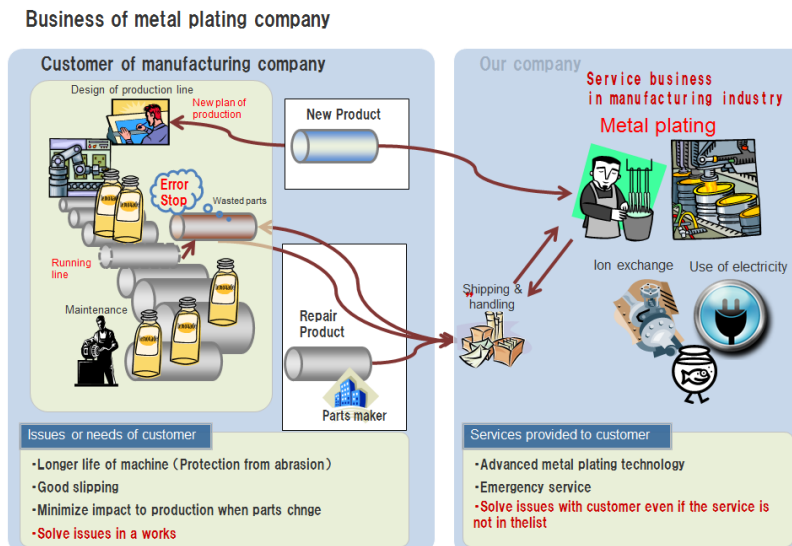 Business of metal plating company
Customer of manufacturing company
Design of production line
New plan of
production
Error
Stop
Wasted parts
Running
line
Maintenance
New Product
Repair
Product
Parts maker
Issues or needs of customer
・Longer life of machine (Protection from abrasion)
・Good slipping
・Minimize impact to production when parts chnge
・Solve issues in a works
Our company
Service business
in manufacturing industry
Metal plating
Shipping &
handling
Ion exchange
Use of electricity
Services provided to customer
・Advanced metal plating technology
・Emergency service
・Solve issues with customer even if the service is
not in thelist